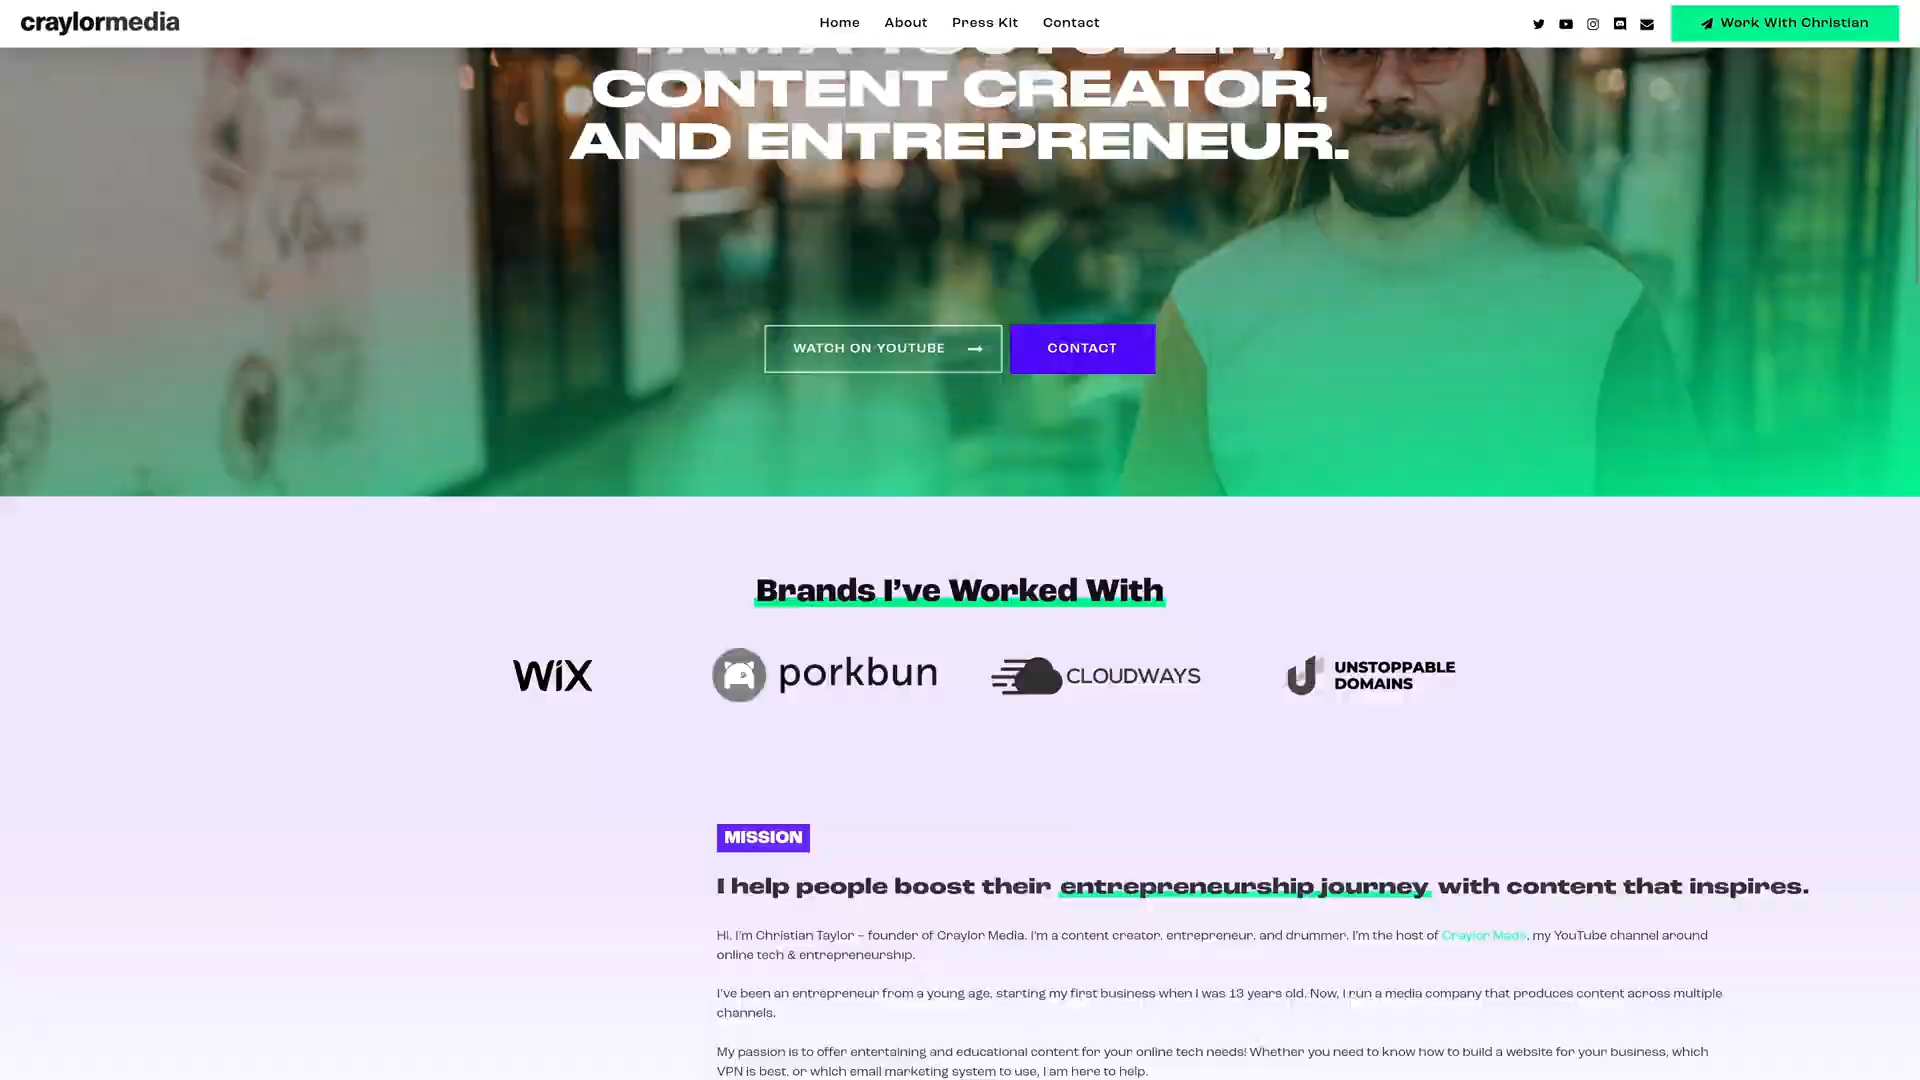 craylormedia
Home About Press Kit Contact
Work With Christian
I AM A YOUTUBER,
CONTENT CREATOR,
AND ENTREPRENEUR.
WATCH ON YOUTUBE
CONTACT
Brands I've Worked With
WiX
porkbun
CLOUDWAYS
UNSTOPPABLE
DOMAINS
MISSION
I help people boost their entrepreneurship journey with content that inspires.
Hi, I'm Christian Taylor – founder of Craylor Media. I'm a content creator, entrepreneur, and drummer. I'm the host of Craylor Made, my YouTube channel around
online tech & entrepreneurship.
I've been an entrepreneur from a young age, starting my first business when I was 13 years old. Now, I run a media company that produces content across multiple
channels.
My passion is to offer entertaining and educational content for your online tech needs! Whether you need to know how to build a website for your business, which
VPN is best, or which email marketing system to use, I am here to help.